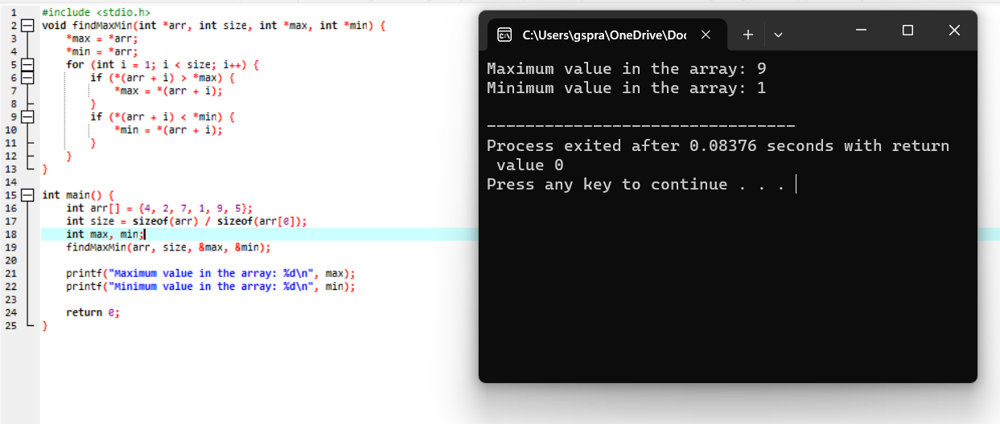 1 #include <stdio.h>
2 void findMaxMin(int *arr, int size, int *max, int *min) {
3     *max = *arr;
4     *min = *arr;
5     for (int i = 1; i < size; i++) {
6         if (*(arr + i) > *max) {
7             *max = *(arr + i);
8         }
9         if (*(arr + i) < *min) {
10             *min = *(arr + i);
11         }
12     }
13 }
14
15 int main() {
16     int arr[] = {4, 2, 7, 1, 9, 5};
17     int size = sizeof(arr) / sizeof(arr[0]);
18     int max, min;
19     findMaxMin(arr, size, &max, &min);
20
21     printf("Maximum value in the array: %d\n", max);
22     printf("Minimum value in the array: %d\n", min);
23
24     return 0;
25 }
C:\Users\gspra\OneDrive\Doc
Maximum value in the array: 9
Minimum value in the array: 1
--------------------------------
Process exited after 0.08376 seconds with return
 value 0
Press any key to continue . . .